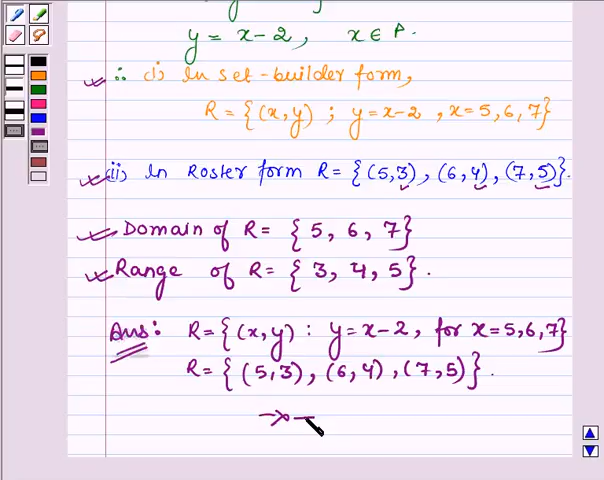 y = x - 2, x ∈ P.
∴ (i) In set-builder form,
R = {(x, y) ; y = x - 2, x = 5, 6, 7}
(ii) In Roster form R = {(5, 3), (6, 4), (7, 5)}.
Domain of R = {5, 6, 7}
Range of R = {3, 4, 5}.
Ans: R = {(x, y) : y = x - 2, for x = 5, 6, 7}
R = {(5, 3), (6, 4), (7, 5)}.